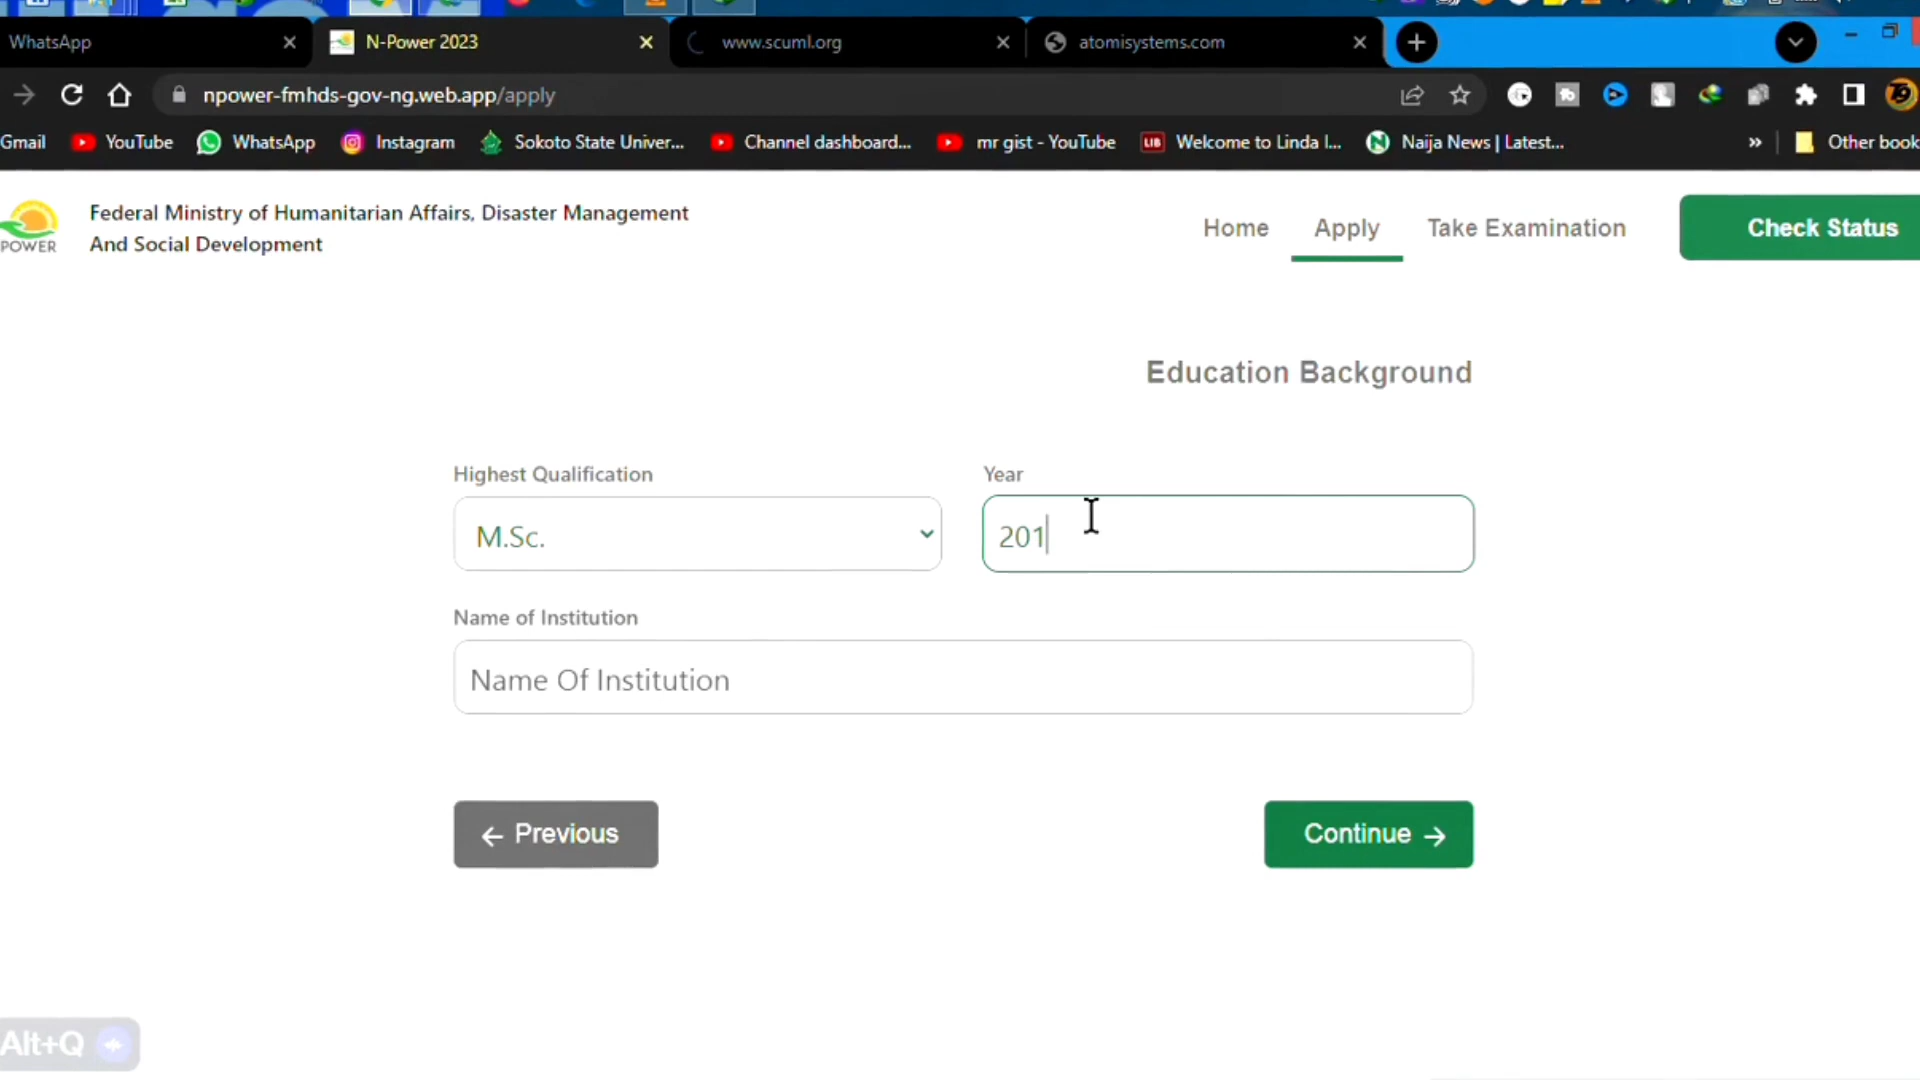 WhatsApp
N-Power 2023
www.scuml.org
atomisystems.com
npower-fmhds-gov-ng.web.app/apply
Gmail
YouTube
WhatsApp
Instagram
Sokoto State Univer...
Channel dashboard...
mr gist - YouTube
LIB
Welcome to Linda I...
Naija News | Latest...
»
Other book
POWER
Federal Ministry of Humanitarian Affairs, Disaster Management
And Social Development
Home
Apply
Take Examination
Check Status
Education Background
Highest Qualification
Year
M.Sc.
201
Name of Institution
Name Of Institution
Previous
Continue
Alt+Q